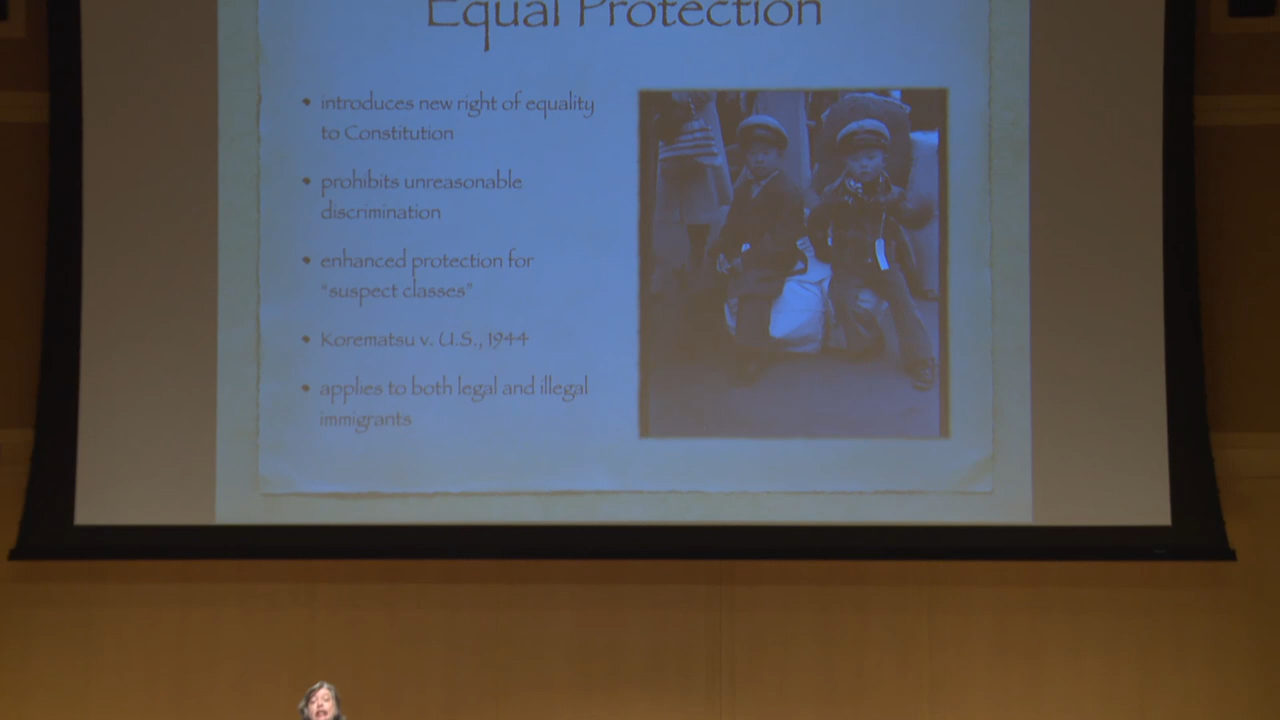 Equal Protection
• introduces new right of equality
to Constitution
• prohibits unreasonable
discrimination
• enhanced protection for
"suspect classes"
• Korematsu v. U.S., 1944
• applies to both legal and illegal
immigrants